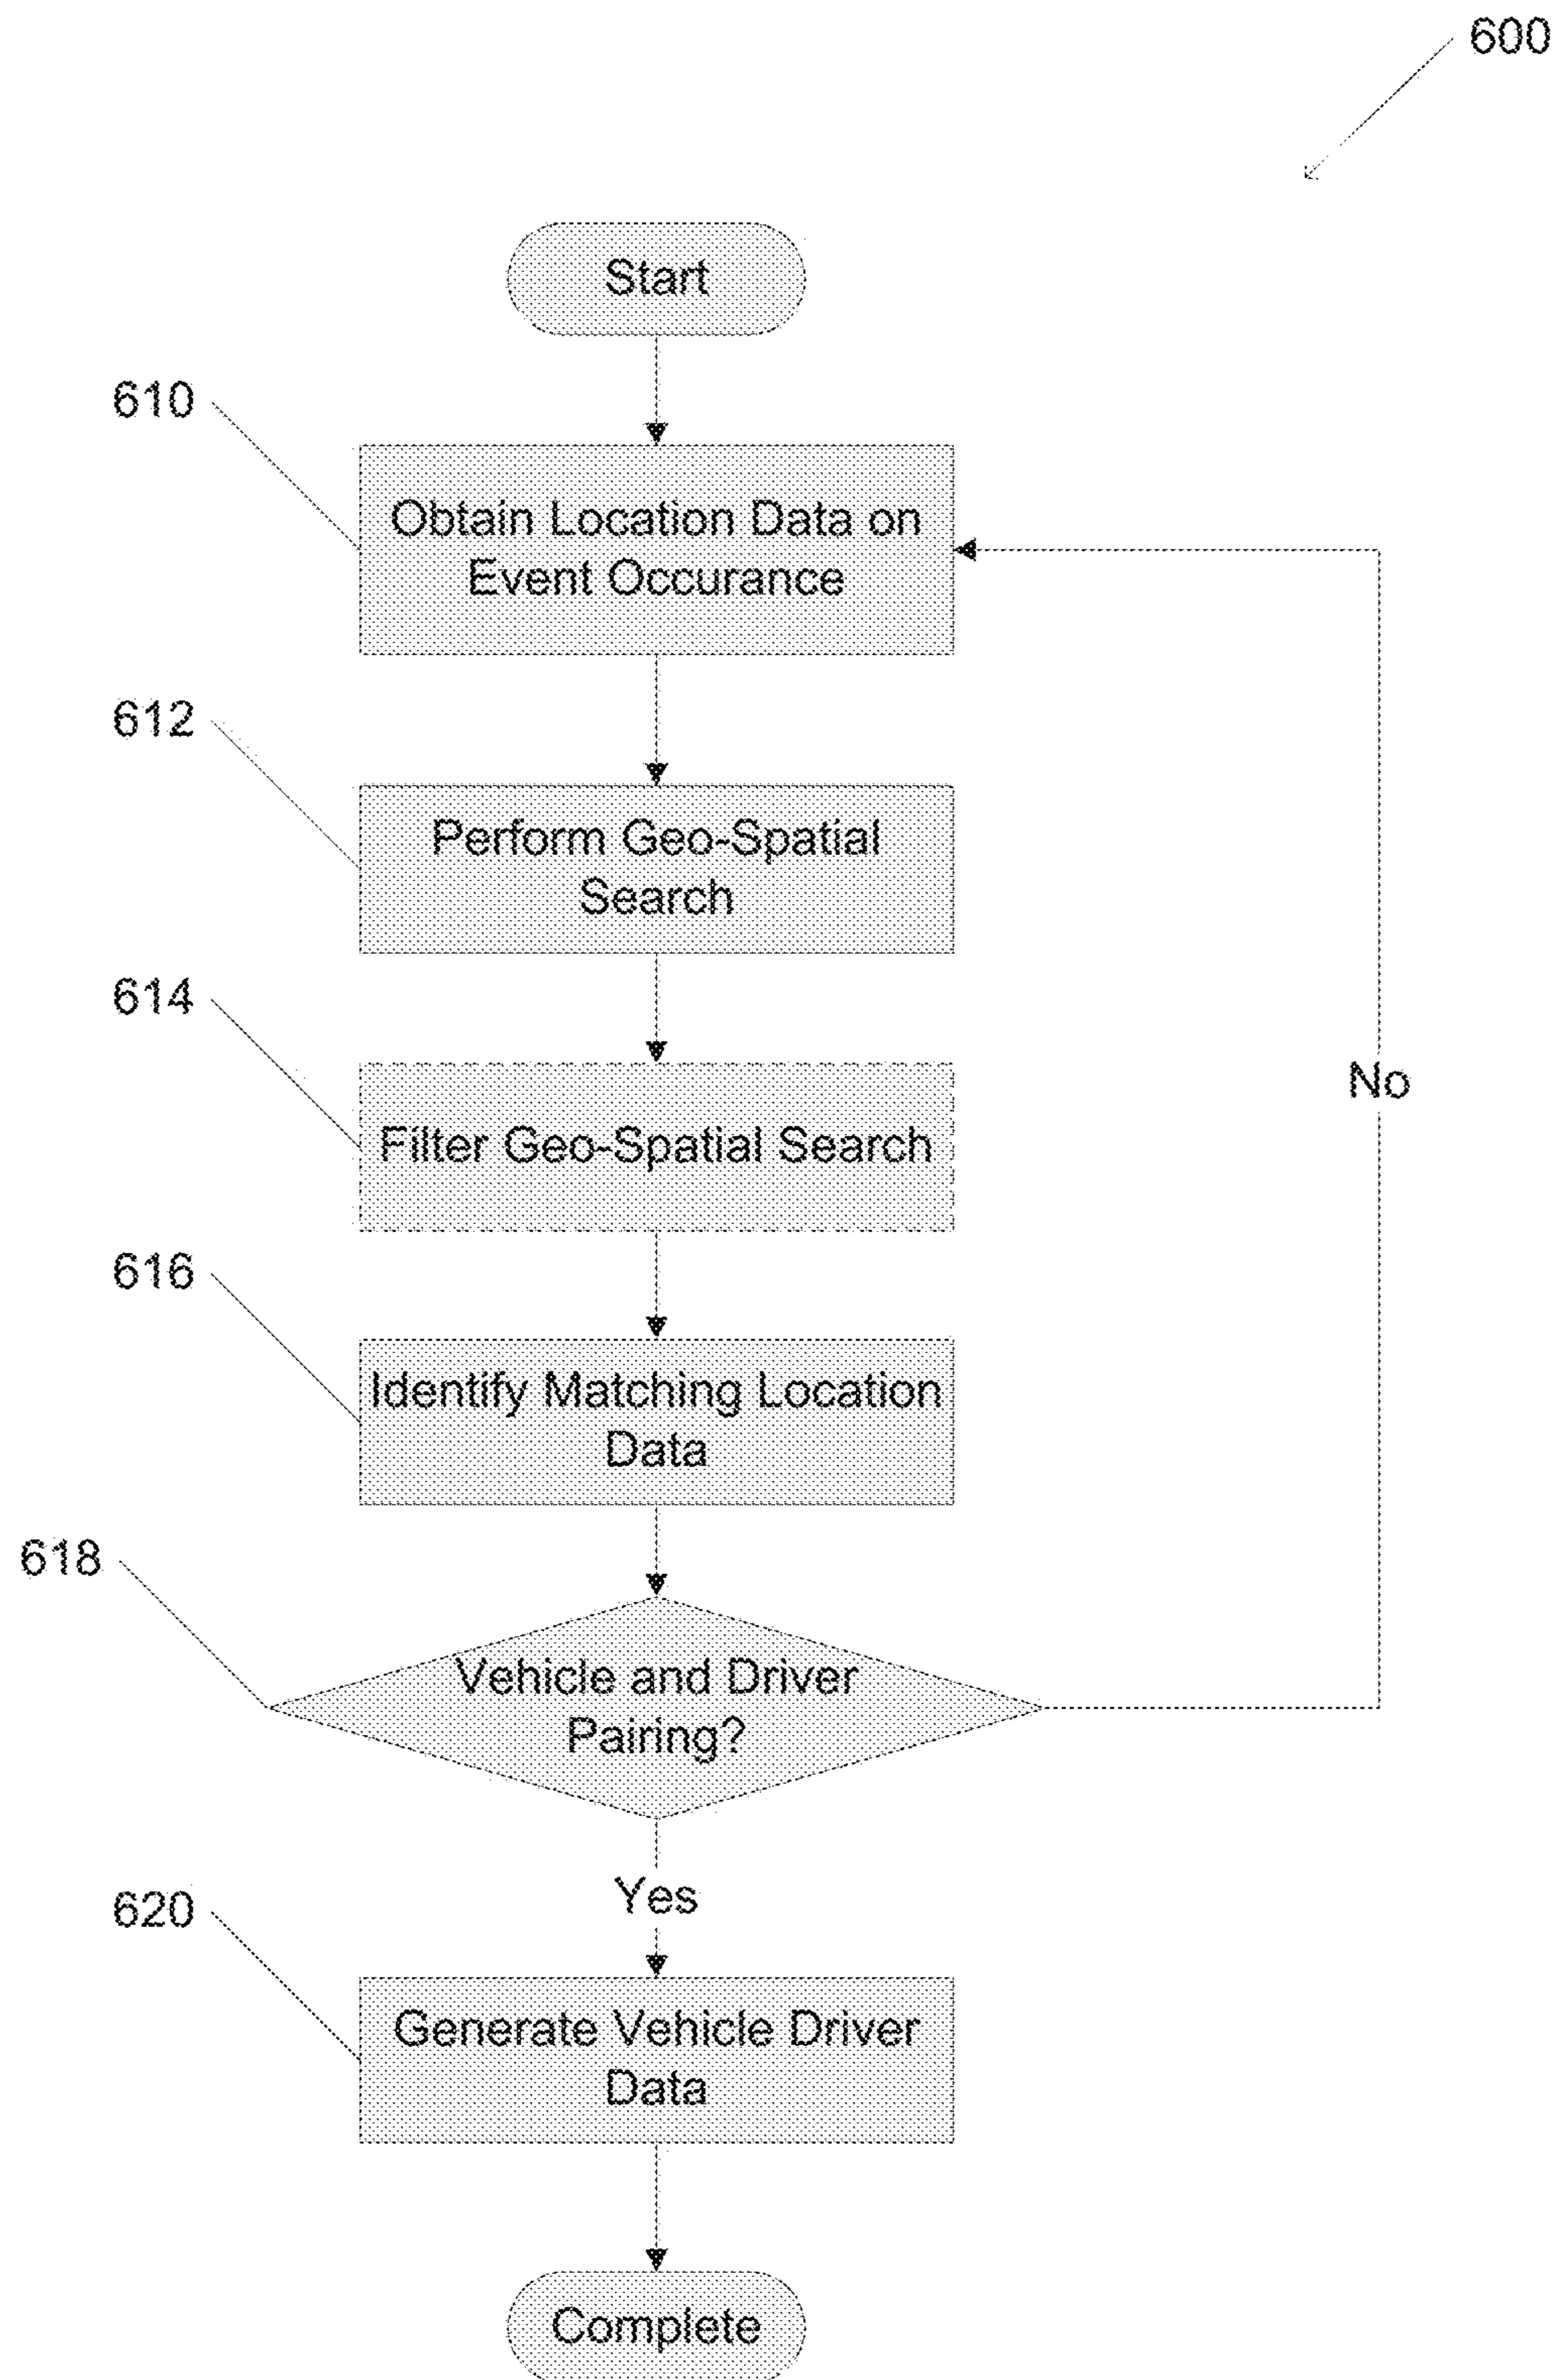 600
Start
610
Obtain Location Data on
Event Occurance
612
Perform Geo-Spatial
Search
614
Filter Geo-Spatial Search
No
616
Identify Matching Location
Data
618
Vehicle and Driver
Pairing?
Yes
620
Generate Vehicle Driver
Data
Complete